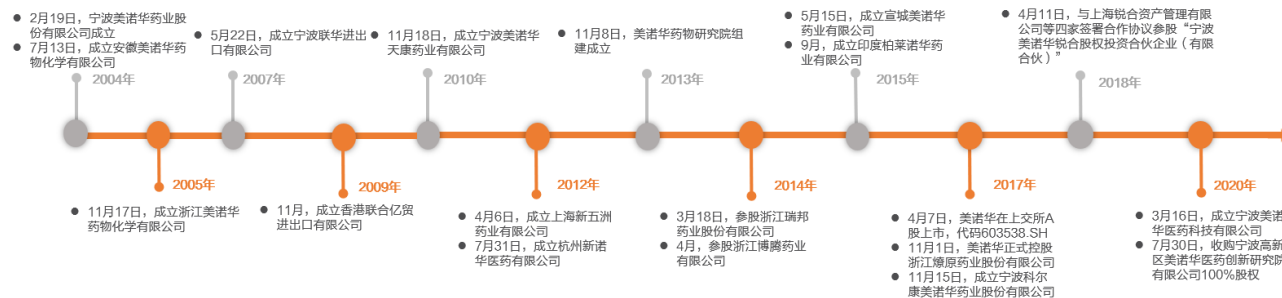 ● 2月19日，宁波美诺华药业股
份有限公司成立
● 7月13日，成立安徽美诺华药
物化学有限公司
2004年
● 5月22日，成立宁波联华进出
口有限公司
2007年
● 11月18日，成立宁波美诺华
天康药业有限公司
2010年
● 11月8日，美诺华药物研究院组
建成立
2013年
● 5月15日，成立宣城美诺华
药业有限公司
● 9月，成立印度柏莱诺华药
业有限公司
2015年
● 4月11日，与上海锐合资产管理有限
公司等四家签署合作协议参股“宁波
美诺华锐合股权投资合伙企业（有限
合伙）”
2018年
2005年
● 11月17日，成立浙江美诺华
药物化学有限公司
2009年
● 11月，成立香港联合亿贸
进出口有限公司
2012年
● 4月6日，成立上海新五洲
药业有限公司
● 7月31日，成立杭州新诺
华医药有限公司
2014年
● 3月18日，参股浙江瑞邦
药业股份有限公司
● 4月，参股浙江博腾药业
有限公司
2017年
● 4月7日，美诺华在上交所A
股上市，代码603538.SH
● 11月1日，美诺华正式控股
浙江燎原药业股份有限公司
● 11月15日，成立宁波科尔
康美诺华药业股份有限公司
2020年
● 3月16日，成立宁波美诺
华医药科技有限公司
● 7月30日，收购宁波高新
区美诺华医药创新研究院
有限公司100%股权